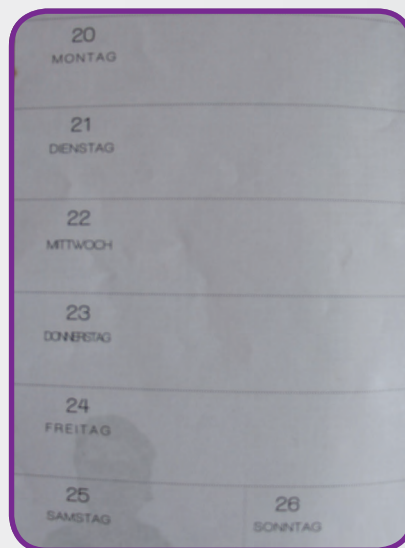 20
MONTAG
21
DIENSTAG
22
MITTWOCH
23
DONNERSTAG
24
FREITAG
25
SAMSTAG
26
SONNTAG